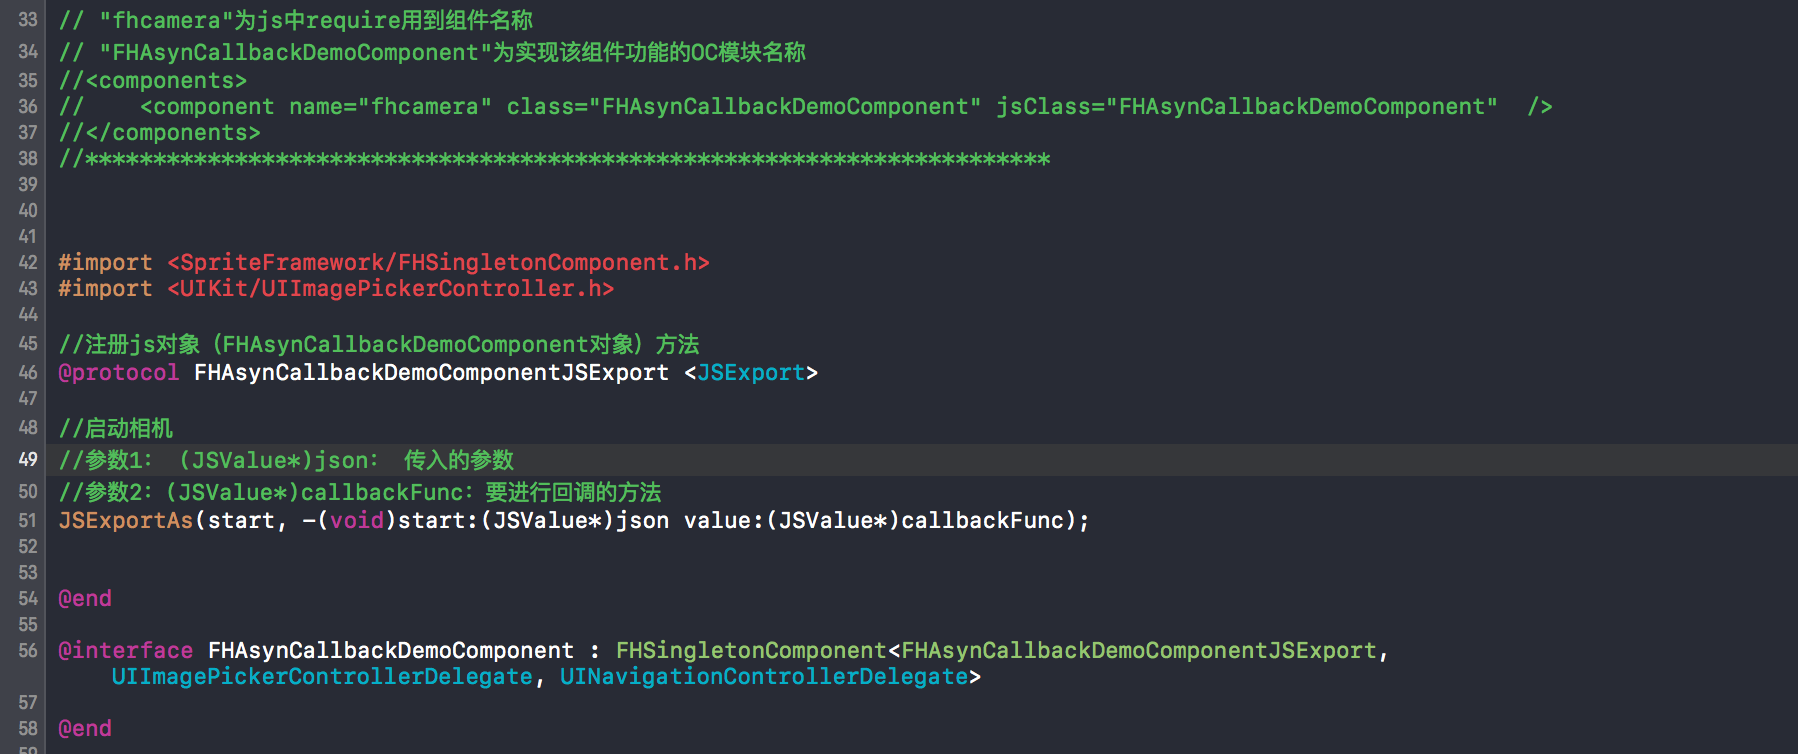 33 // "fhcamera"为js中require用到组件名称
34 // "FHAsynCallbackDemoComponent"为实现该组件功能的OC模块名称
35 //<components>
36 //    <component name="fhcamera" class="FHAsynCallbackDemoComponent" jsClass="FHAsynCallbackDemoComponent"  />
37 //</components>
38 //***********************************************************************
39
40
41
42 #import <SpriteFramework/FHSingletonComponent.h>
43 #import <UIKit/UIImagePickerController.h>
44
45 //注册js对象（FHAsynCallbackDemoComponent对象）方法
46 @protocol FHAsynCallbackDemoComponentJSExport <JSExport>
47
48 //启动相机
49 //参数1： (JSValue*)json： 传入的参数
50 //参数2：(JSValue*)callbackFunc：要进行回调的方法
51 JSExportAs(start, -(void)start:(JSValue*)json value:(JSValue*)callbackFunc);
52
53
54 @end
55
56 @interface FHAsynCallbackDemoComponent : FHSingletonComponent<FHAsynCallbackDemoComponentJSExport,
UIImagePickerControllerDelegate, UINavigationControllerDelegate>
57
58 @end
59